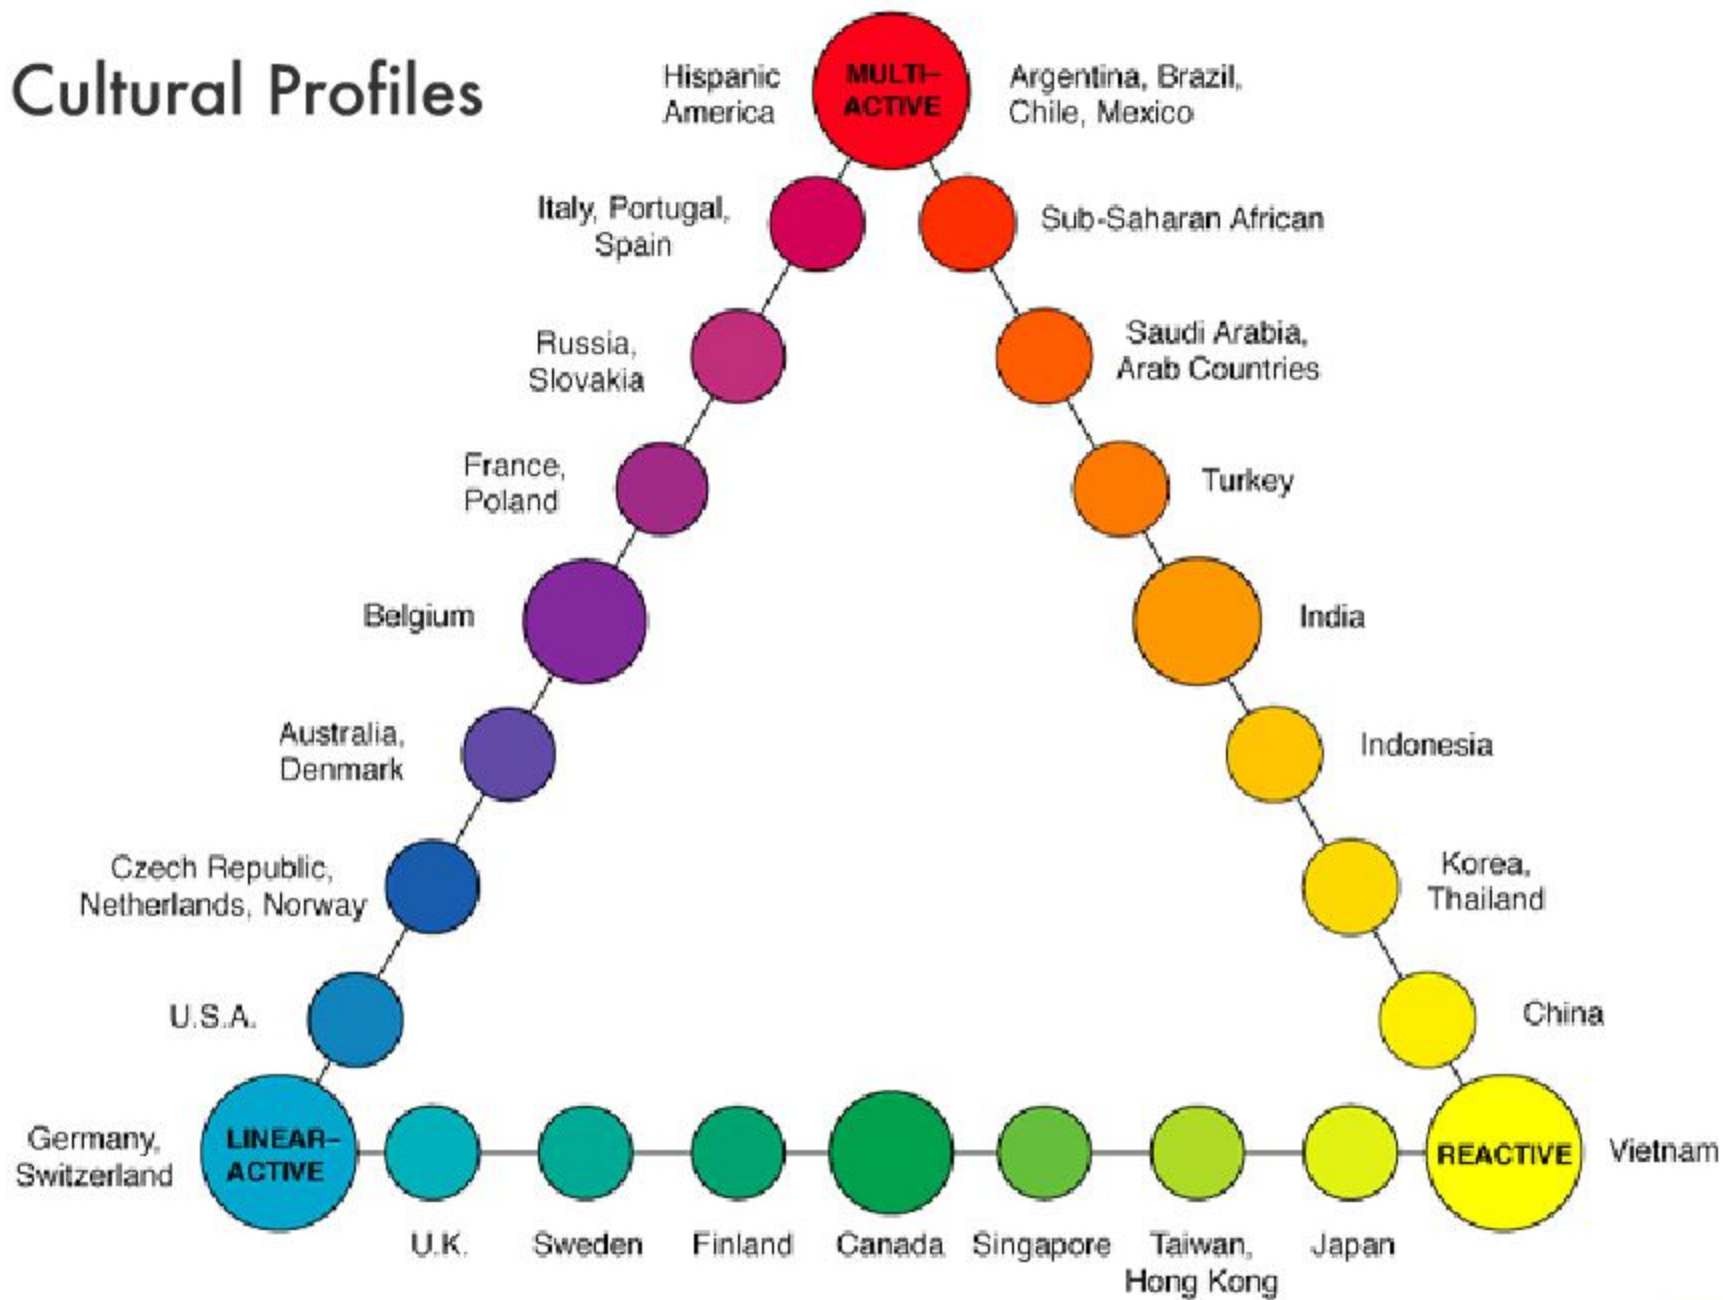 Cultural Profiles
Hispanic
America
MULTI-
ACTIVE
Argentina, Brazil,
Chile, Mexico
Italy, Portugal,
Spain
Sub-Saharan African
Russia,
Slovakia
Saudi Arabia,
Arab Countries
France,
Poland
Turkey
Belgium
India
Australia,
Denmark
Indonesia
Czech Republic,
Netherlands, Norway
Korea,
Thailand
U.S.A.
China
Germany,
Switzerland
LINEAR-
ACTIVE
REACTIVE
Vietnam
U.K.
Sweden
Finland
Canada
Singapore
Taiwan,
Hong Kong
Japan